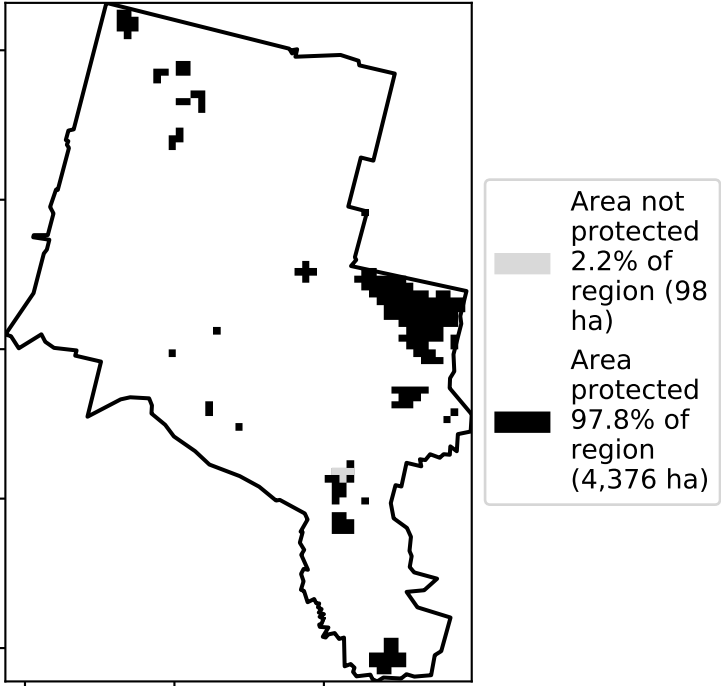 Area not
protected
2.2% of
region (98
ha)
Area
protected
97.8% of
region
(4,376 ha)